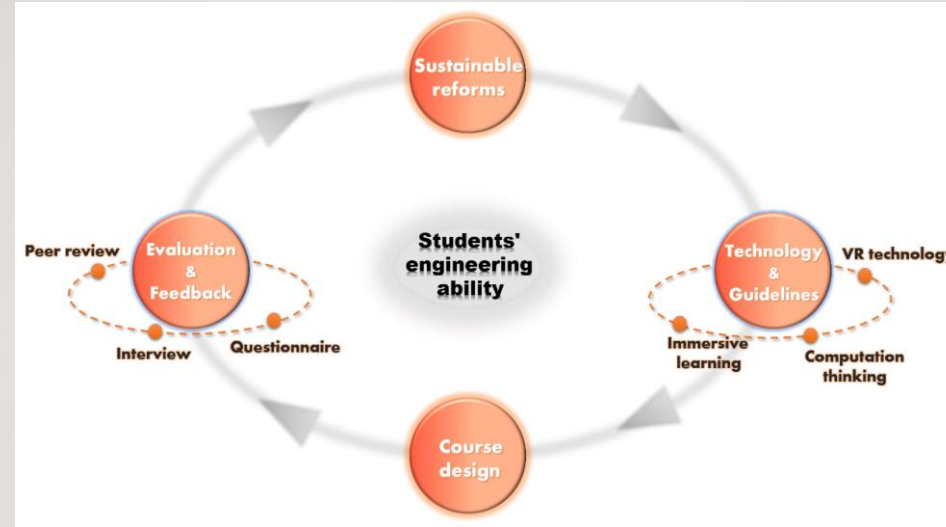 Sustainable
reforms
Peer review
Evaluation
&
Feedback
Interview
Questionnaire
Students'
engineering
ability
Technology
&
Guidelines
VR technology
Immersive
learning
Computation
thinking
Course
design